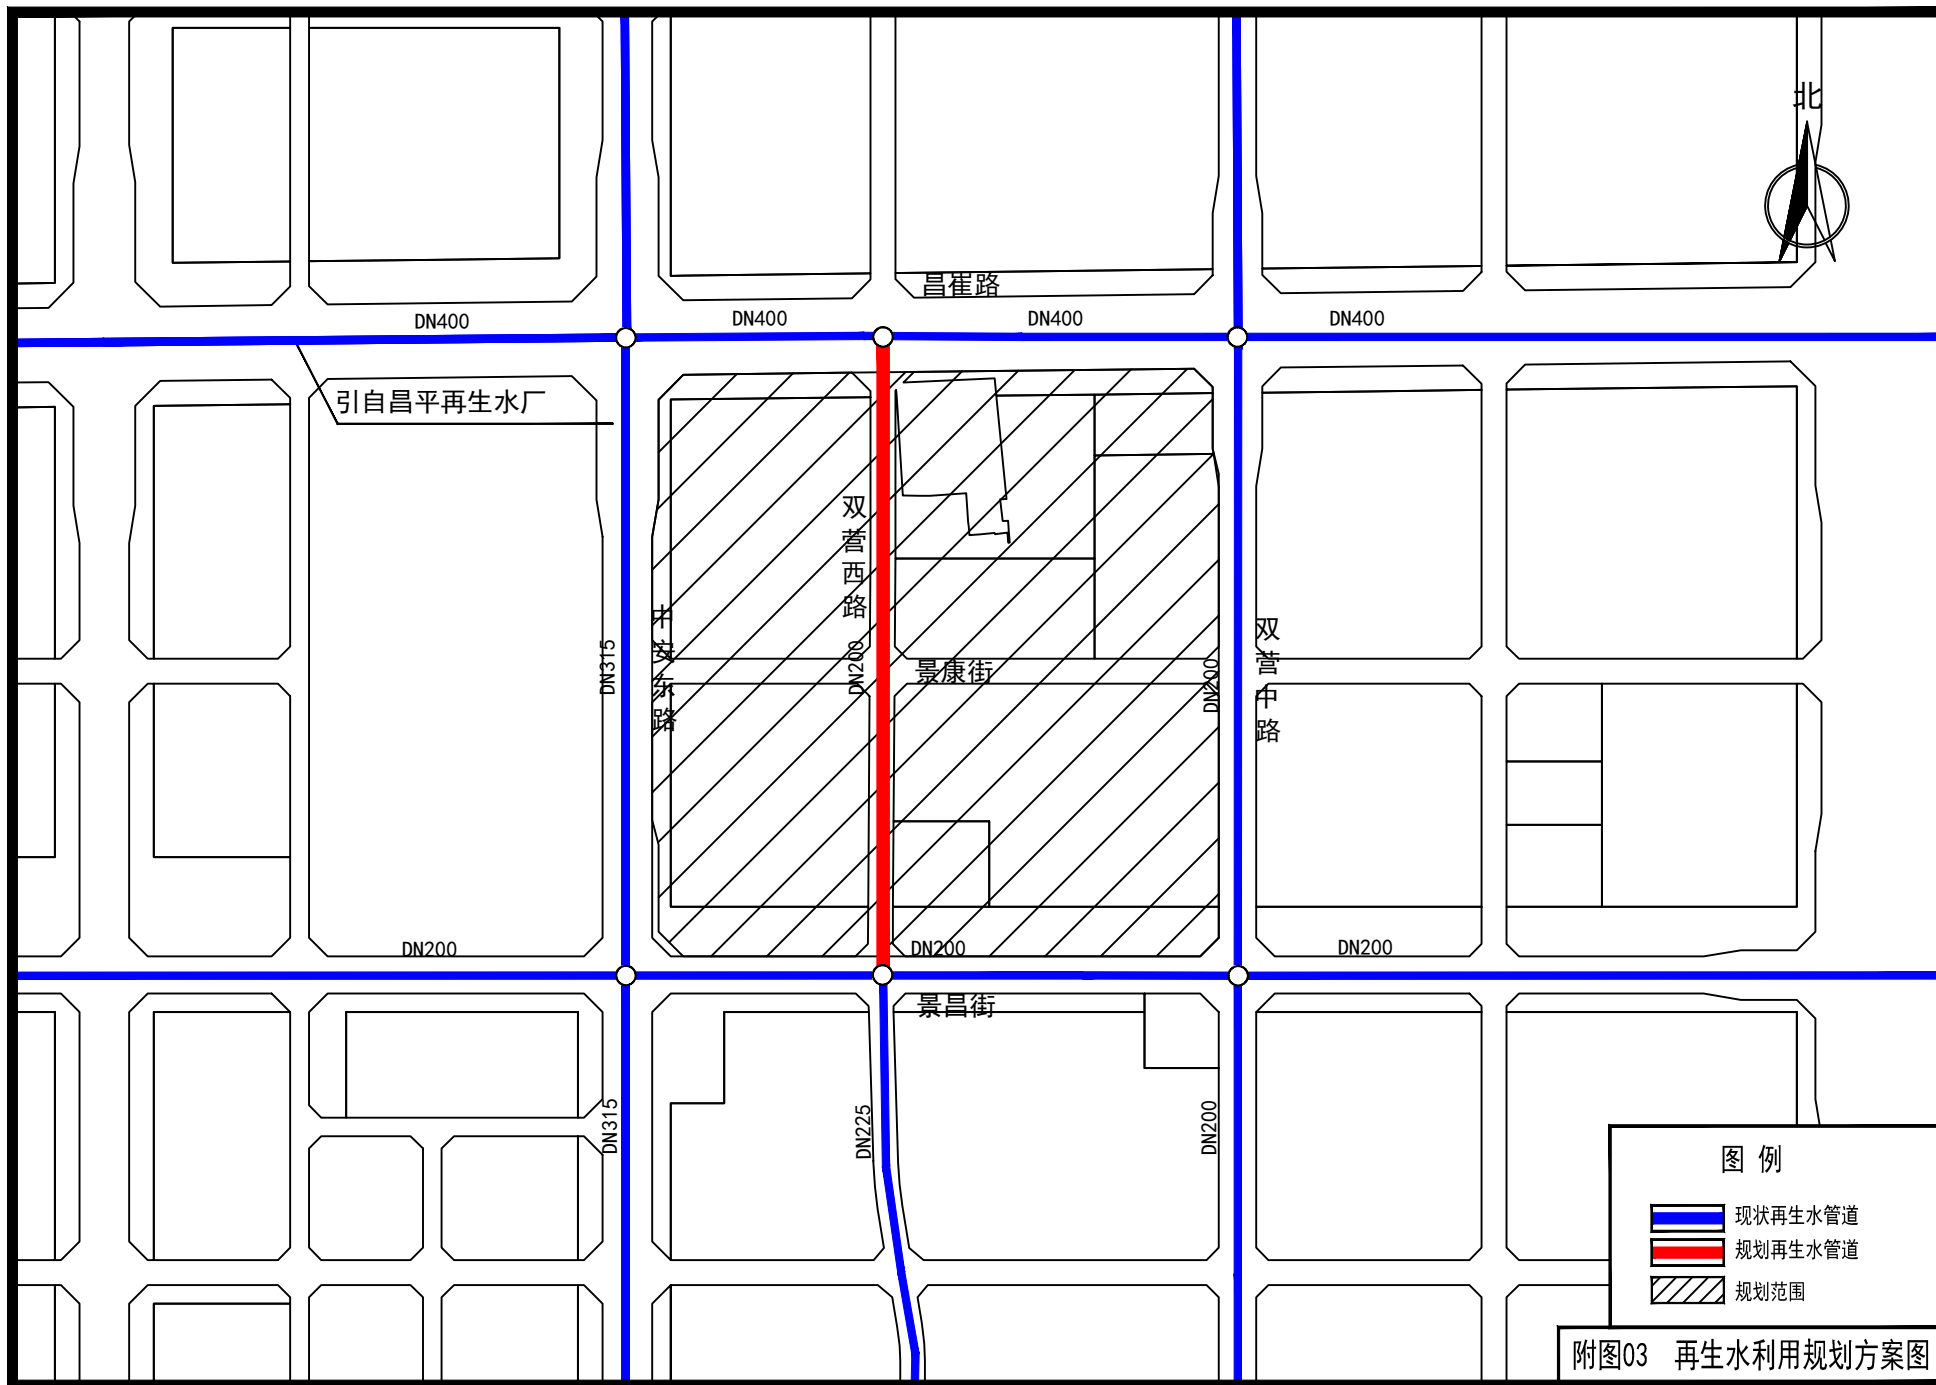 北
昌崔路
DN400
DN400
DN400
DN400
引自昌平再生水厂
双营西路
中安东路
双营中路
DN315
DN200
景康街
DN200
DN200
DN200
DN200
景昌街
DN315
DN225
DN200
图 例
现状再生水管道
规划再生水管道
规划范围
附图03 再生水利用规划方案图